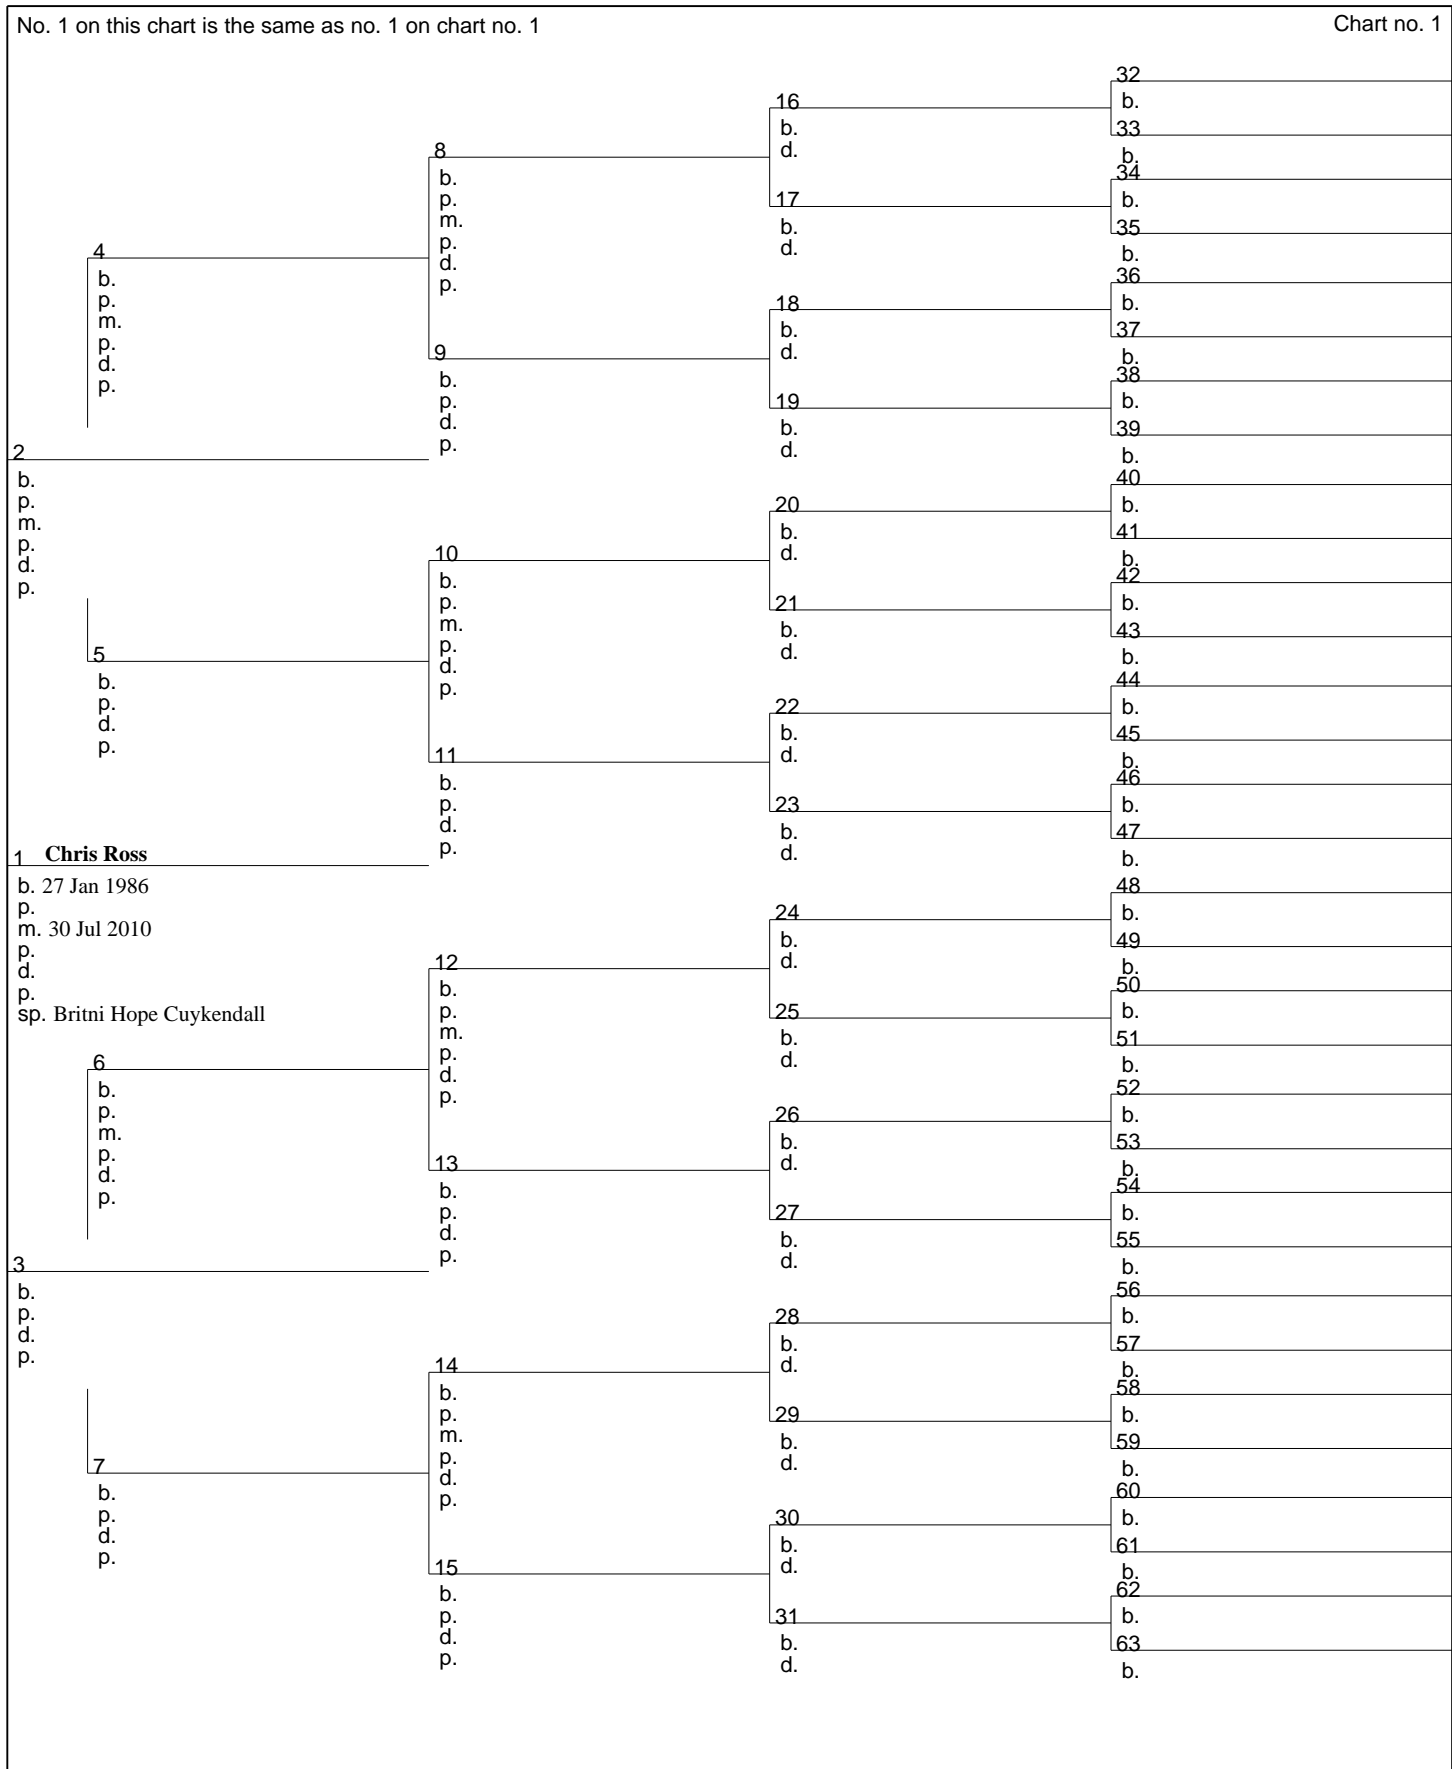 No. 1 on this chart is the same as no. 1 on chart no. 1
Chart no. 1
2
b.
p.
m.
p.
d.
p.
1 Chris Ross
b. 27 Jan 1986
p.
m. 30 Jul 2010
p.
d.
p.
sp. Britni Hope Cuykendall
3
b.
p.
d.
p.
4
b.
p.
m.
p.
d.
p.
5
b.
p.
d.
p.
6
b.
p.
m.
p.
d.
p.
7
b.
p.
d.
p.
8
b.
p.
m.
p.
d.
p.
9
b.
p.
d.
p.
10
b.
p.
m.
p.
d.
p.
11
b.
p.
d.
p.
12
b.
p.
m.
p.
d.
p.
13
b.
p.
d.
p.
14
b.
p.
m.
p.
d.
p.
15
b.
p.
d.
p.
16
b.
d.
17
b.
d.
18
b.
d.
19
b.
d.
20
b.
d.
21
b.
d.
22
b.
d.
23
b.
d.
24
b.
d.
25
b.
d.
26
b.
d.
27
b.
d.
28
b.
d.
29
b.
d.
30
b.
d.
31
b.
d.
32
b.
33
b.
34
b.
35
b.
36
b.
37
b.
38
b.
39
b.
40
b.
41
b.
42
b.
43
b.
44
b.
45
b.
46
b.
47
b.
48
b.
49
b.
50
b.
51
b.
52
b.
53
b.
54
b.
55
b.
56
b.
57
b.
58
b.
59
b.
60
b.
61
b.
62
b.
63
b.